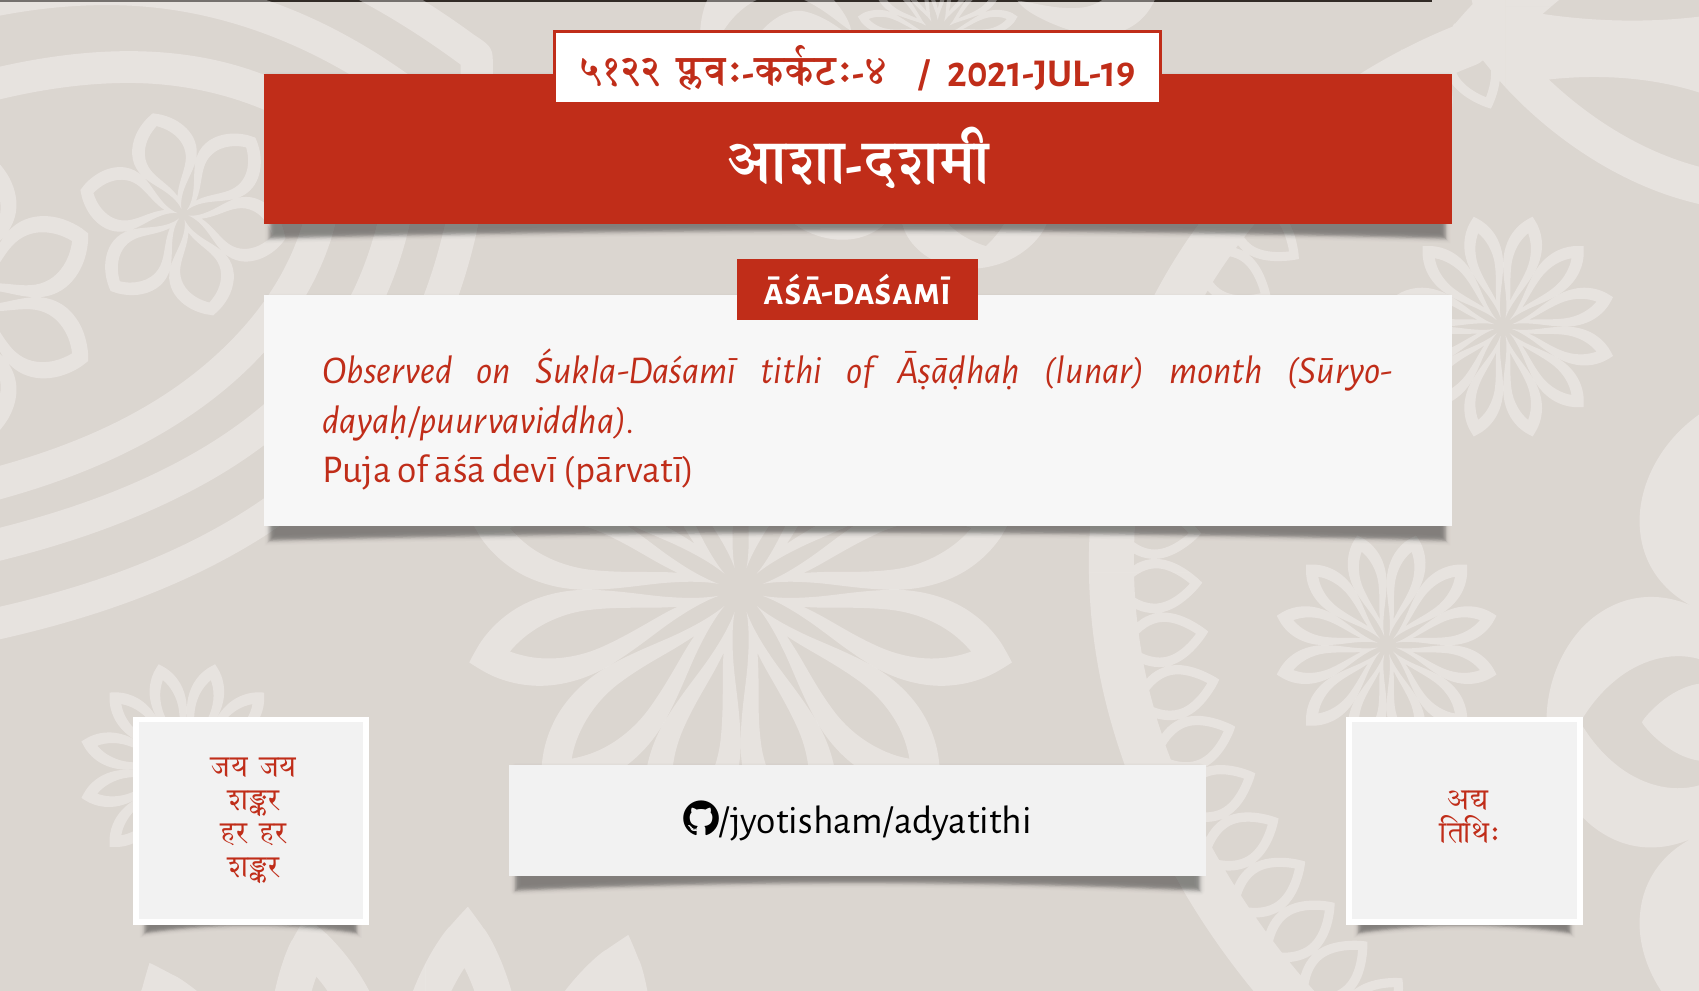 ५१२२ प्लवः-कर्कटः-४ / 2021-JUL-19
आशा-दशमी
ĀŚĀ-DAŚAMĪ
Observed on Śukla-Daśamī tithi of Āṣāḍhaḥ (lunar) month (Sūryo-
dayaḥ/puurvaviddha).
Puja of āśā devī (pārvatī)
जय जय
शङ्कर
हर हर
शङ्कर
/jyotisham/adyatithi
अद्य
तिथिः